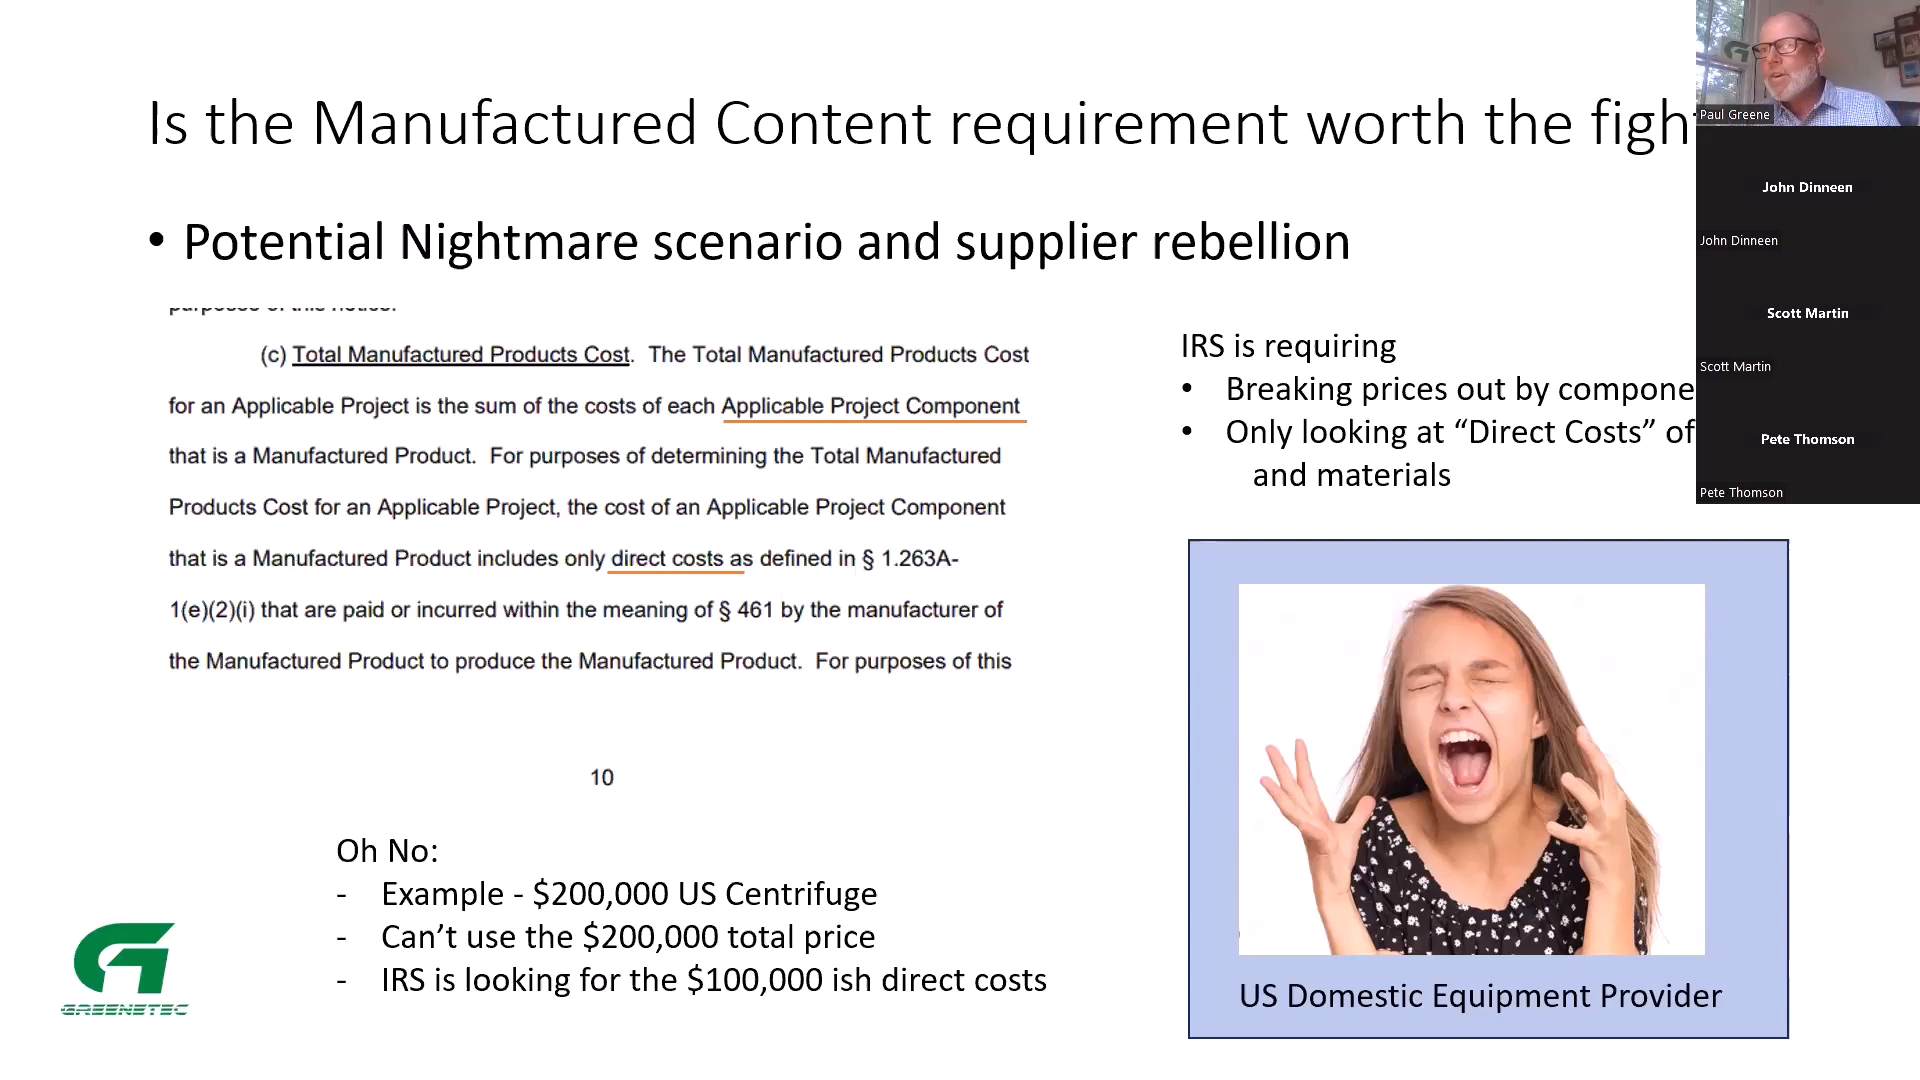 Is the Manufactured Content requirement worth the figh
• Potential Nightmare scenario and supplier rebellion
purposes of this notice.
(c) Total Manufactured Products Cost. The Total Manufactured Products Cost
for an Applicable Project is the sum of the costs of each Applicable Project Component
that is a Manufactured Product. For purposes of determining the Total Manufactured
Products Cost for an Applicable Project, the cost of an Applicable Project Component
that is a Manufactured Product includes only direct costs as defined in § 1.263A-
1(e)(2)(i) that are paid or incurred within the meaning of § 461 by the manufacturer of
the Manufactured Product to produce the Manufactured Product. For purposes of this
10
Oh No:
- Example - $200,000 US Centrifuge
- Can’t use the $200,000 total price
- IRS is looking for the $100,000 ish direct costs
GREENETEC
IRS is requiring
• Breaking prices out by compone
• Only looking at “Direct Costs” of
and materials
US Domestic Equipment Provider
Paul Greene
John Dinneen
John Dinneen
Scott Martin
Scott Martin
Pete Thomson
Pete Thomson